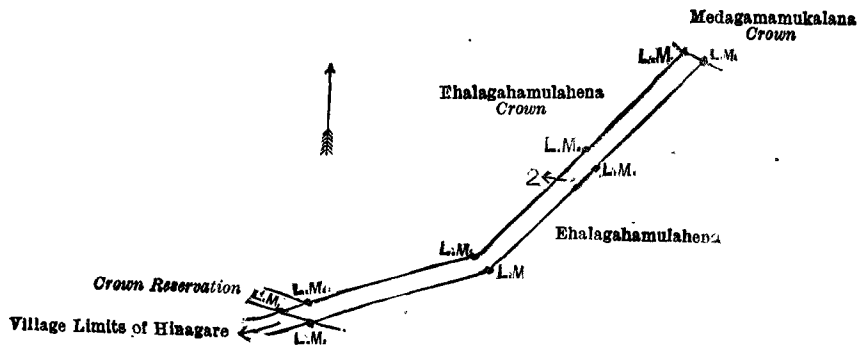 Medagamamukalana
Crown
L.M.
L.M.
Ehalagahamulahena
Crown
L.M.
L.M.
2
Ehalagahamulahena
L.M.
L.M
Crown Reservation
L.M.
L.M.
Village Limits of Hinagare
L.M.